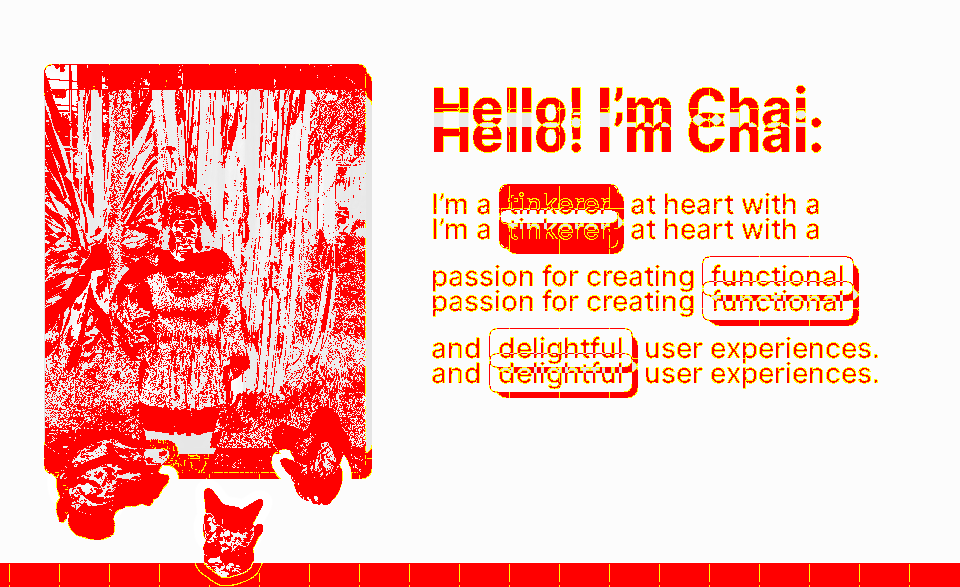 Hello! I'm Chai.
Hello! I'm Chai.
I'm a tinkerer at heart with a
I'm a tinkerer at heart with a
passion for creating functional
passion for creating functional
and delightful user experiences.
and delightful user experiences.